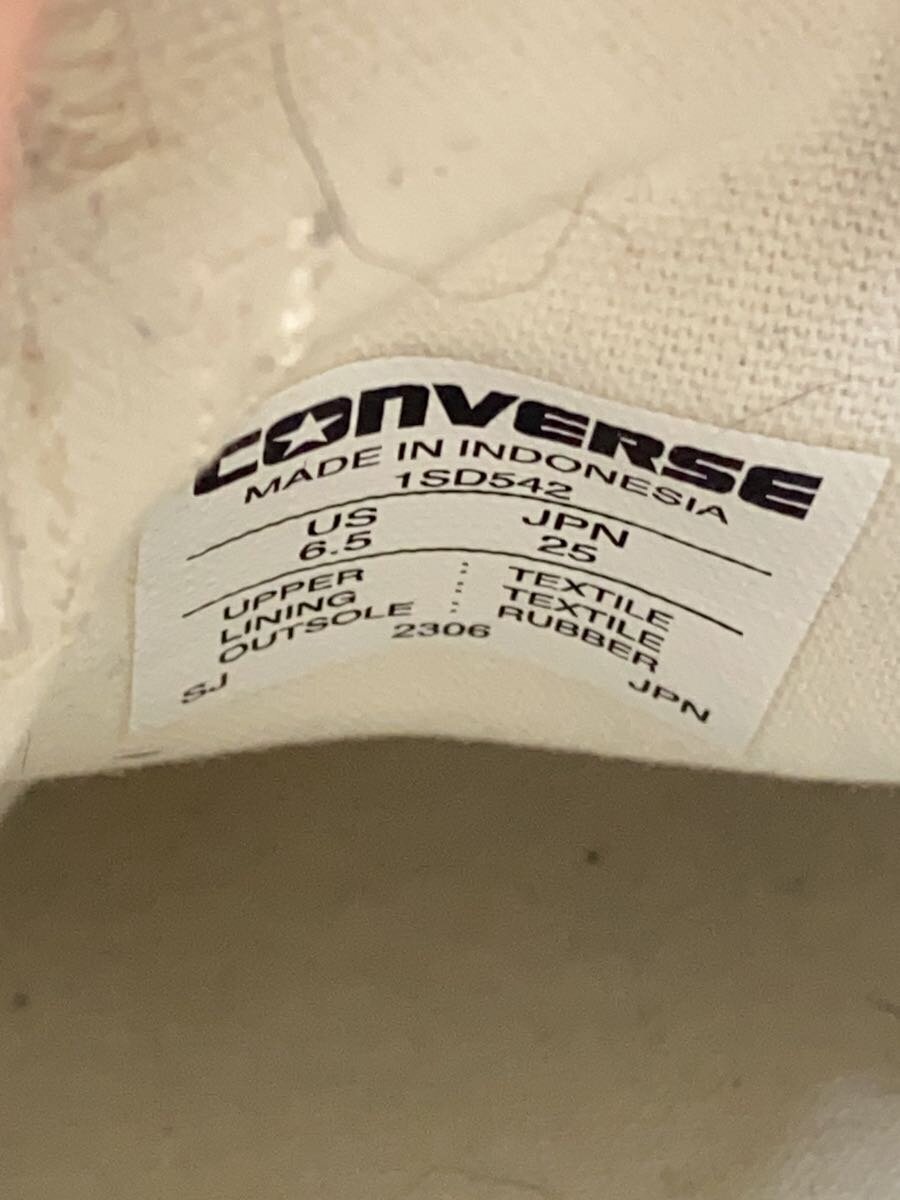 CONVERSE
MADE IN INDONESIA
1SD542
US JPN
6.5 25
UPPER : TEXTILE
LINING : TEXTILE
OUTSOLE : RUBBER
2306
SJ JPN